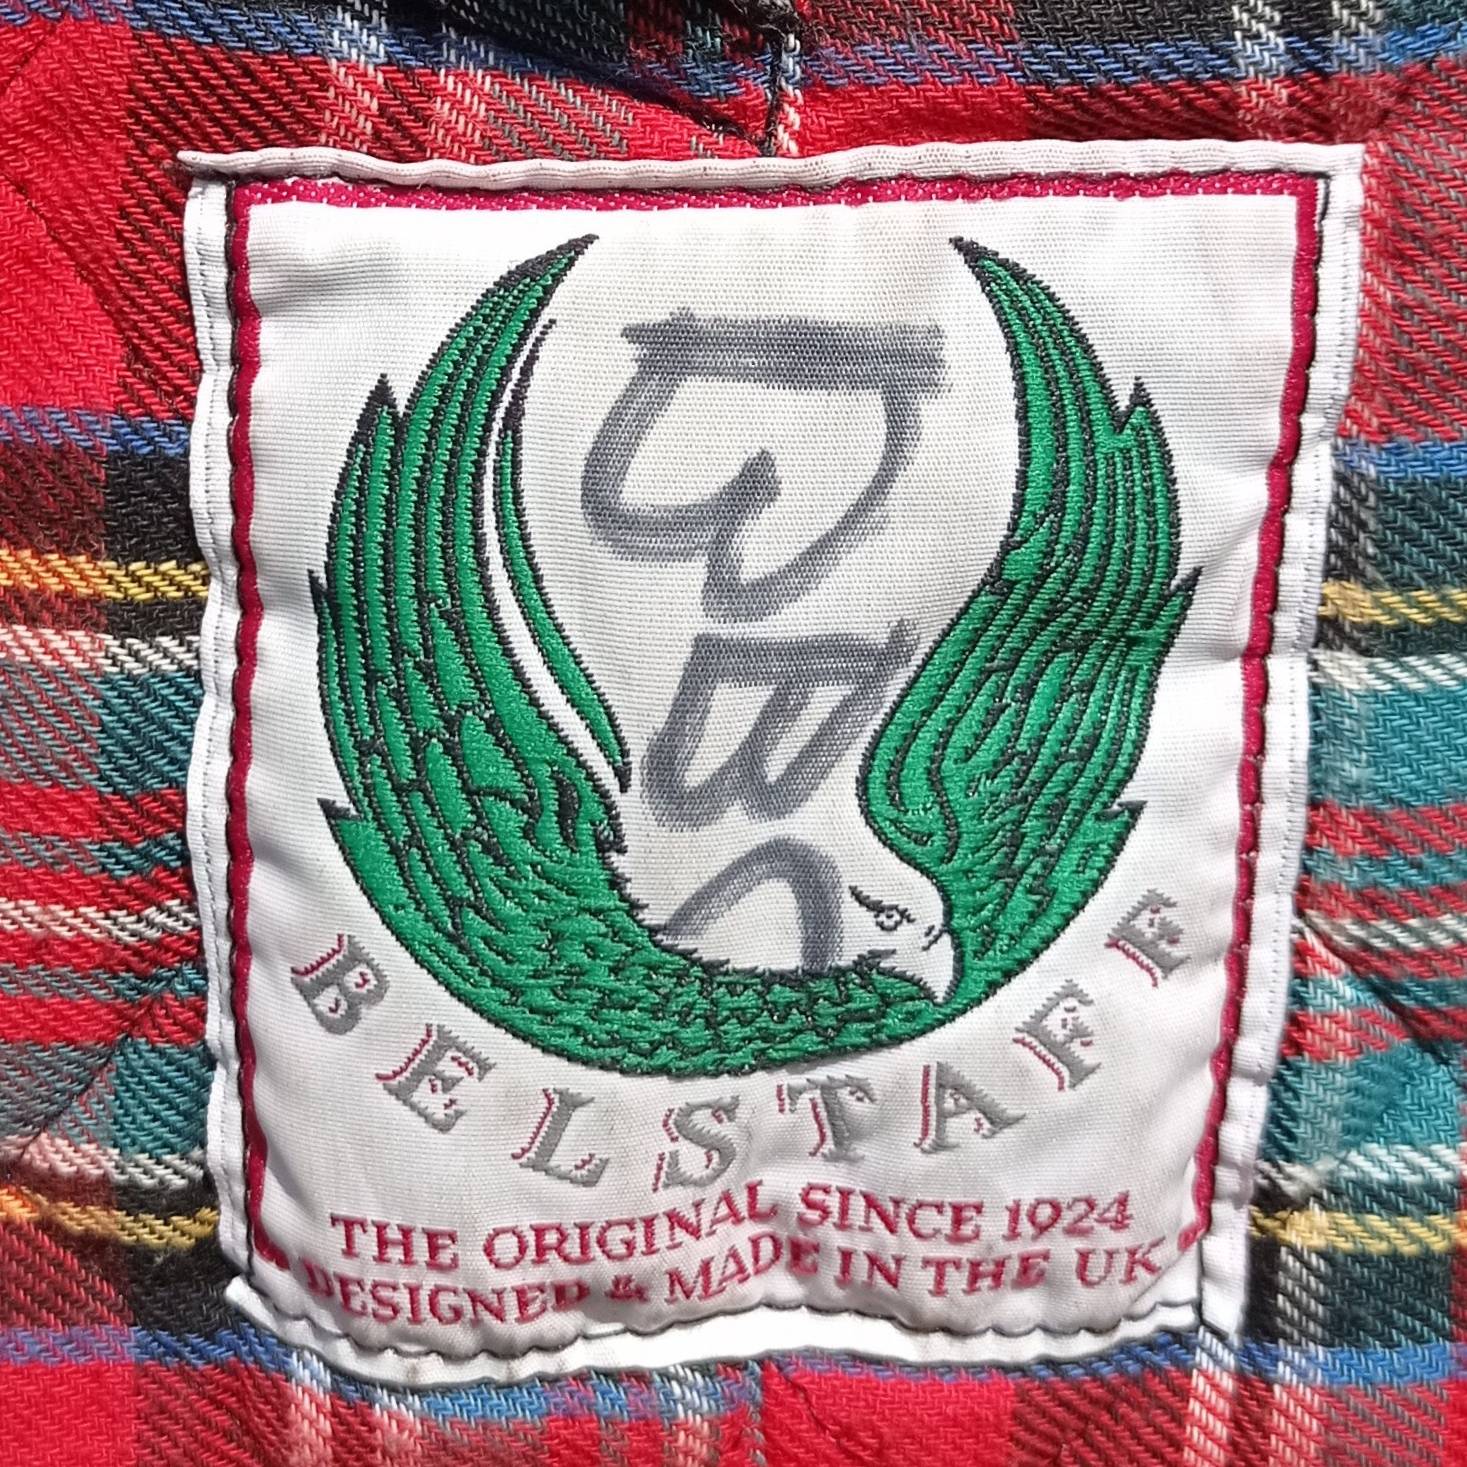 BELSTAFF
THE ORIGINAL SINCE 1924
DESIGNED & MADE IN THE UK